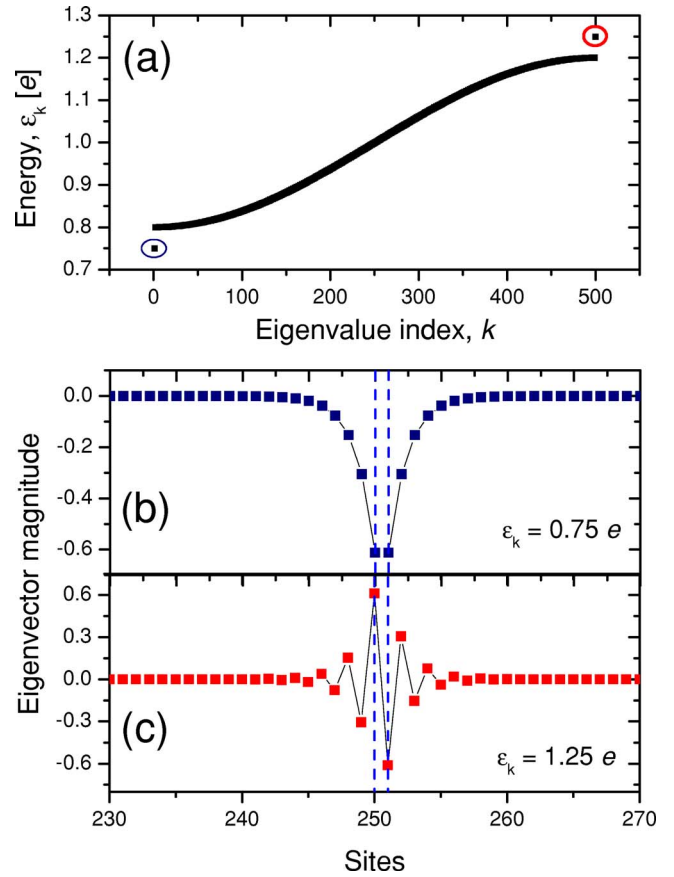 1.3
1.2
1.1
1.0
0.9
0.8
0.7
Energy, ε_k [e]
(a)
0 100 200 300 400 500
Eigenvalue index, k
0.0
-0.2
-0.4
-0.6
(b)
ε_k = 0.75 e
Eigenvector magnitude
0.6
0.3
0.0
-0.3
-0.6
(c)
ε_k = 1.25 e
230 240 250 260 270
Sites